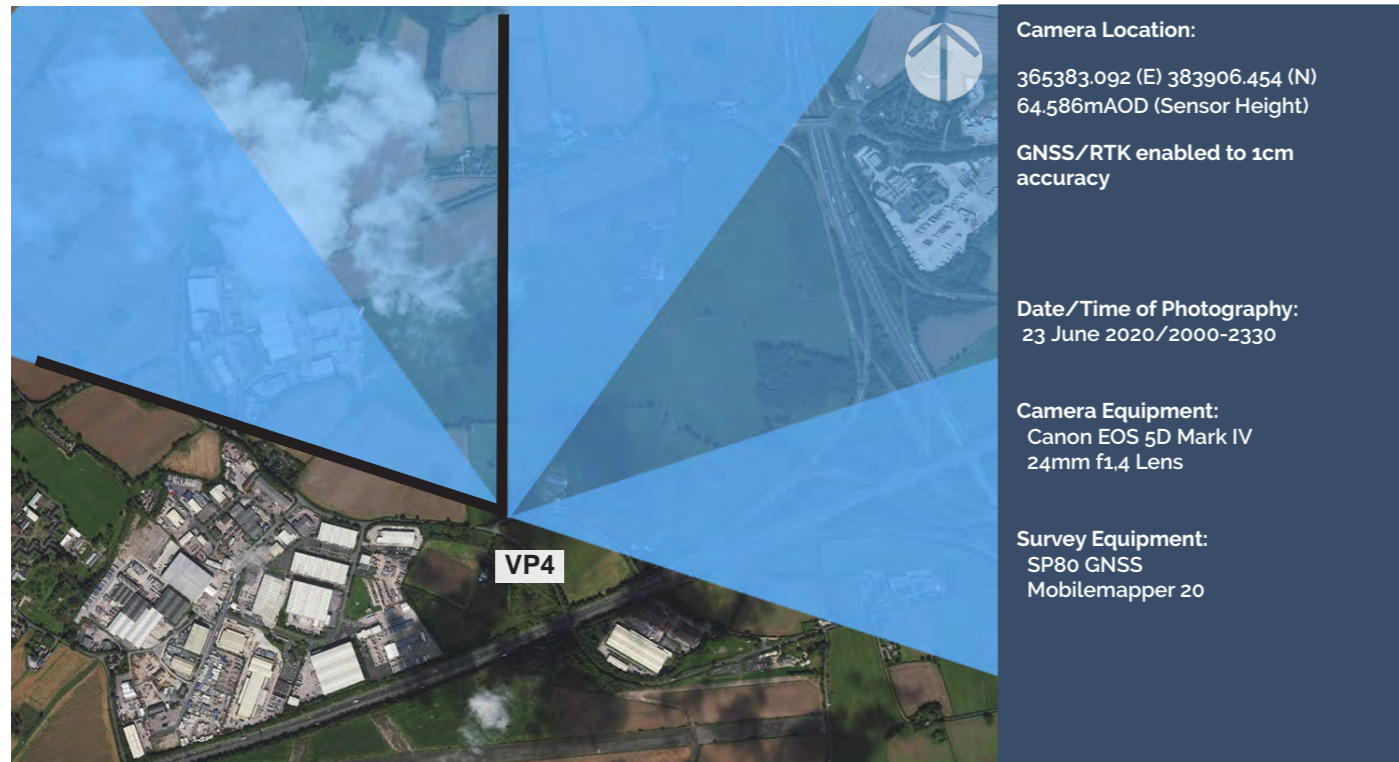 Camera Location:
365383.092 (E) 383906.454 (N)
64.586mAOD (Sensor Height)
GNSS/RTK enabled to 1cm
accuracy
Date/Time of Photography:
23 June 2020/2000-2330
Camera Equipment:
Canon EOS 5D Mark IV
24mm f1,4 Lens
Survey Equipment:
SP80 GNSS
Mobilemapper 20
VP4